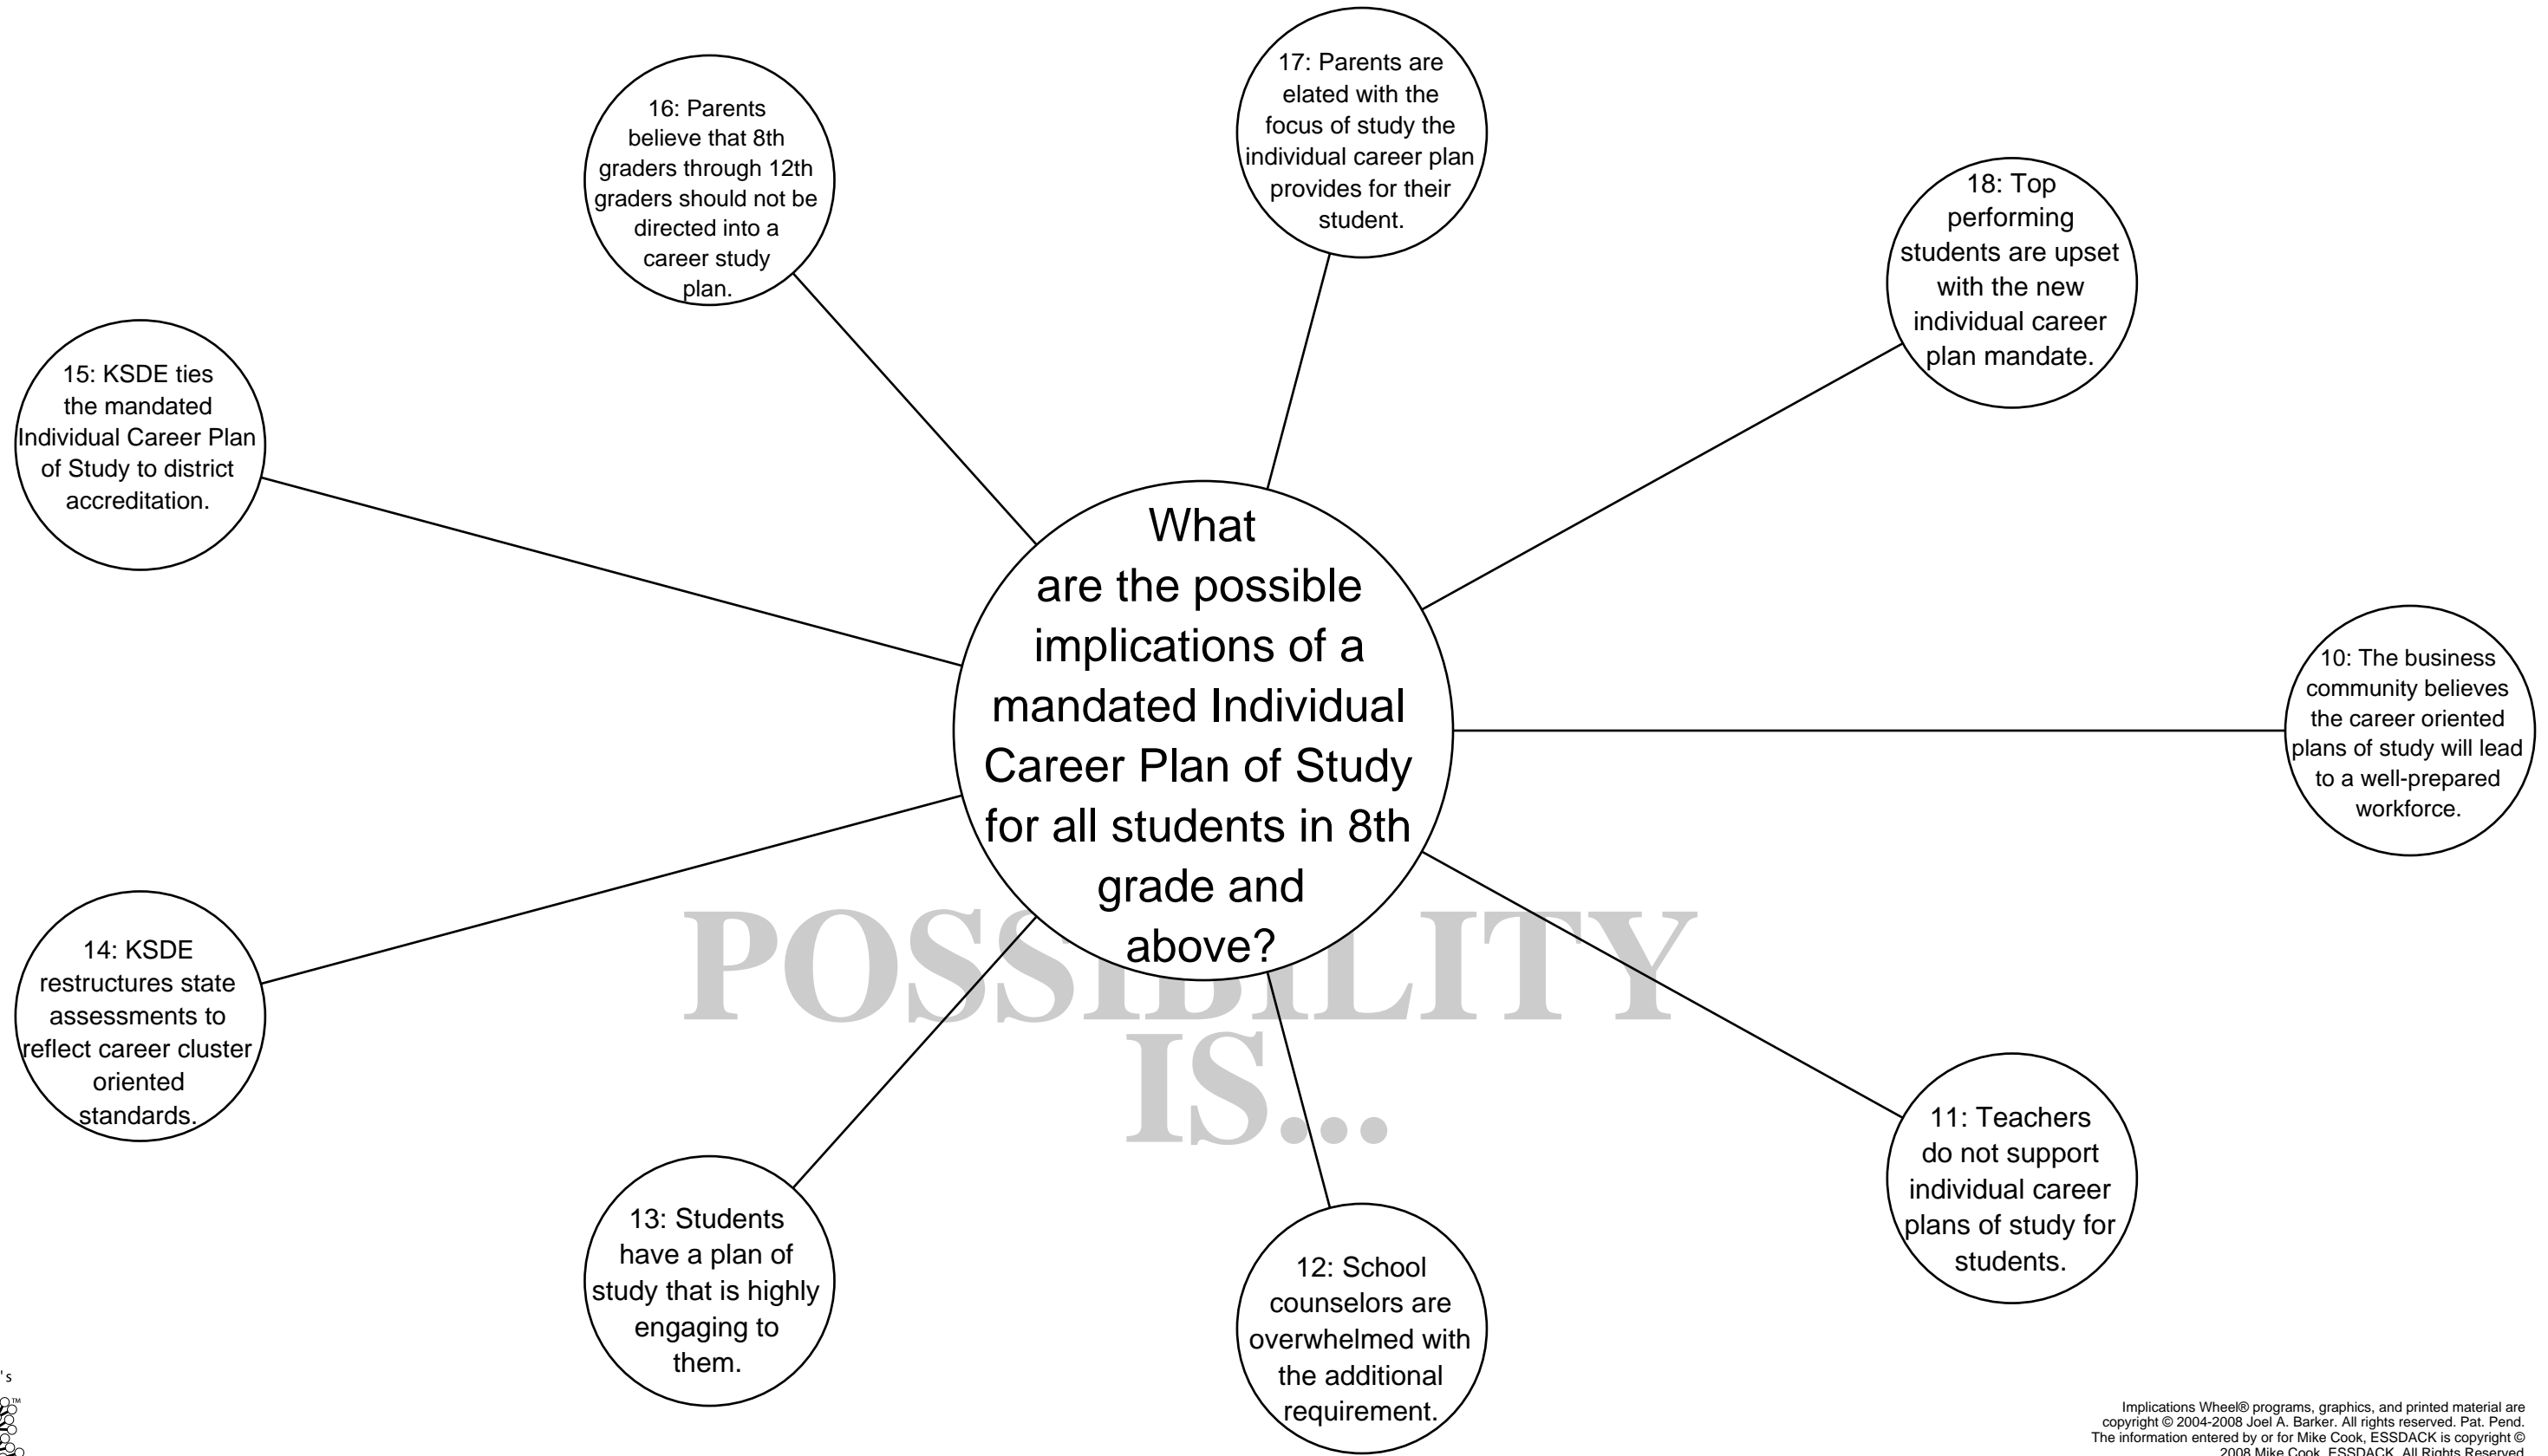 17: Parents are
elated with the
focus of study the
individual career plan
provides for their
student.
16: Parents
believe that 8th
graders through 12th
graders should not be
directed into a
career study
plan.
18: Top
performing
students are upset
with the new
individual career
plan mandate.
15: KSDE ties
the mandated
Individual Career Plan
of Study to district
accreditation.
What
are the possible
implications of a
mandated Individual
Career Plan of Study
for all students in 8th
grade and
above?
10: The business
community believes
the career oriented
plans of study will lead
to a well-prepared
workforce.
POSSIBILITY
IS...
14: KSDE
restructures state
assessments to
reflect career cluster
oriented
standards.
11: Teachers
do not support
individual career
plans of study for
students.
13: Students
have a plan of
study that is highly
engaging to
them.
12: School
counselors are
overwhelmed with
the additional
requirement.
's
™
Implications Wheel® programs, graphics, and printed material are
copyright © 2004-2008 Joel A. Barker. All rights reserved. Pat. Pend.
The information entered by or for Mike Cook, ESSDACK is copyright ©
2008 Mike Cook, ESSDACK. All Rights Reserved.